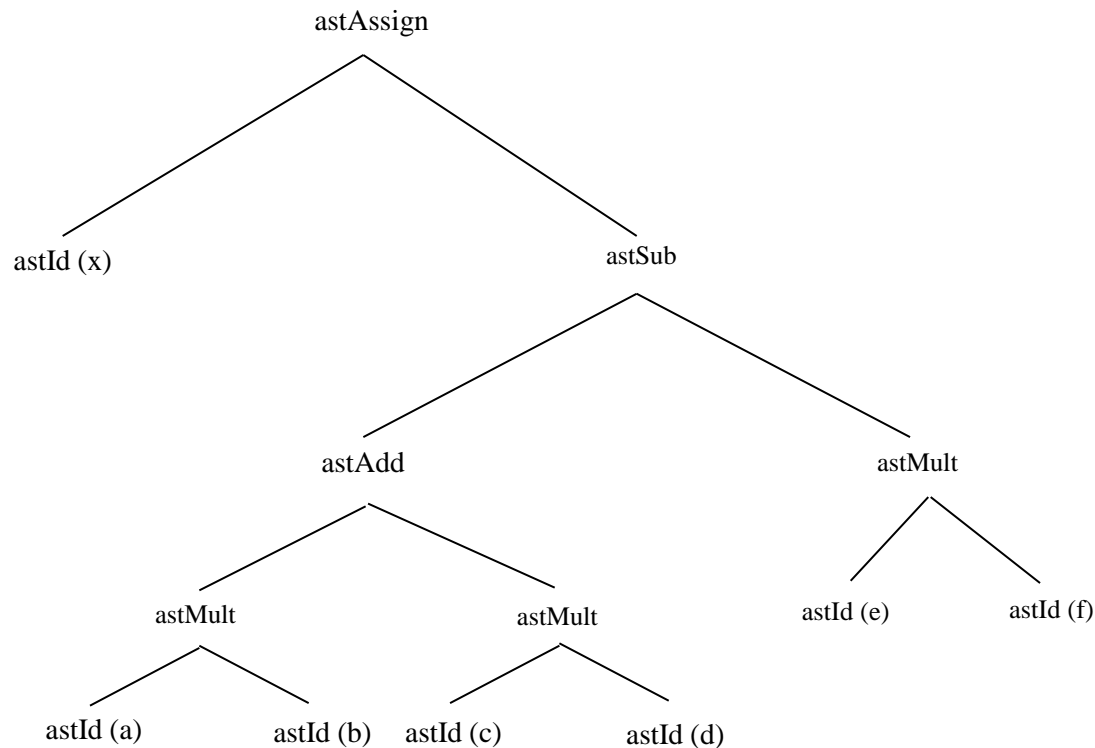 astAssign
astId (x)
astSub
astAdd
astMult
astMult
astMult
astId (e)
astId (f)
astId (a)
astId (b)
astId (c)
astId (d)